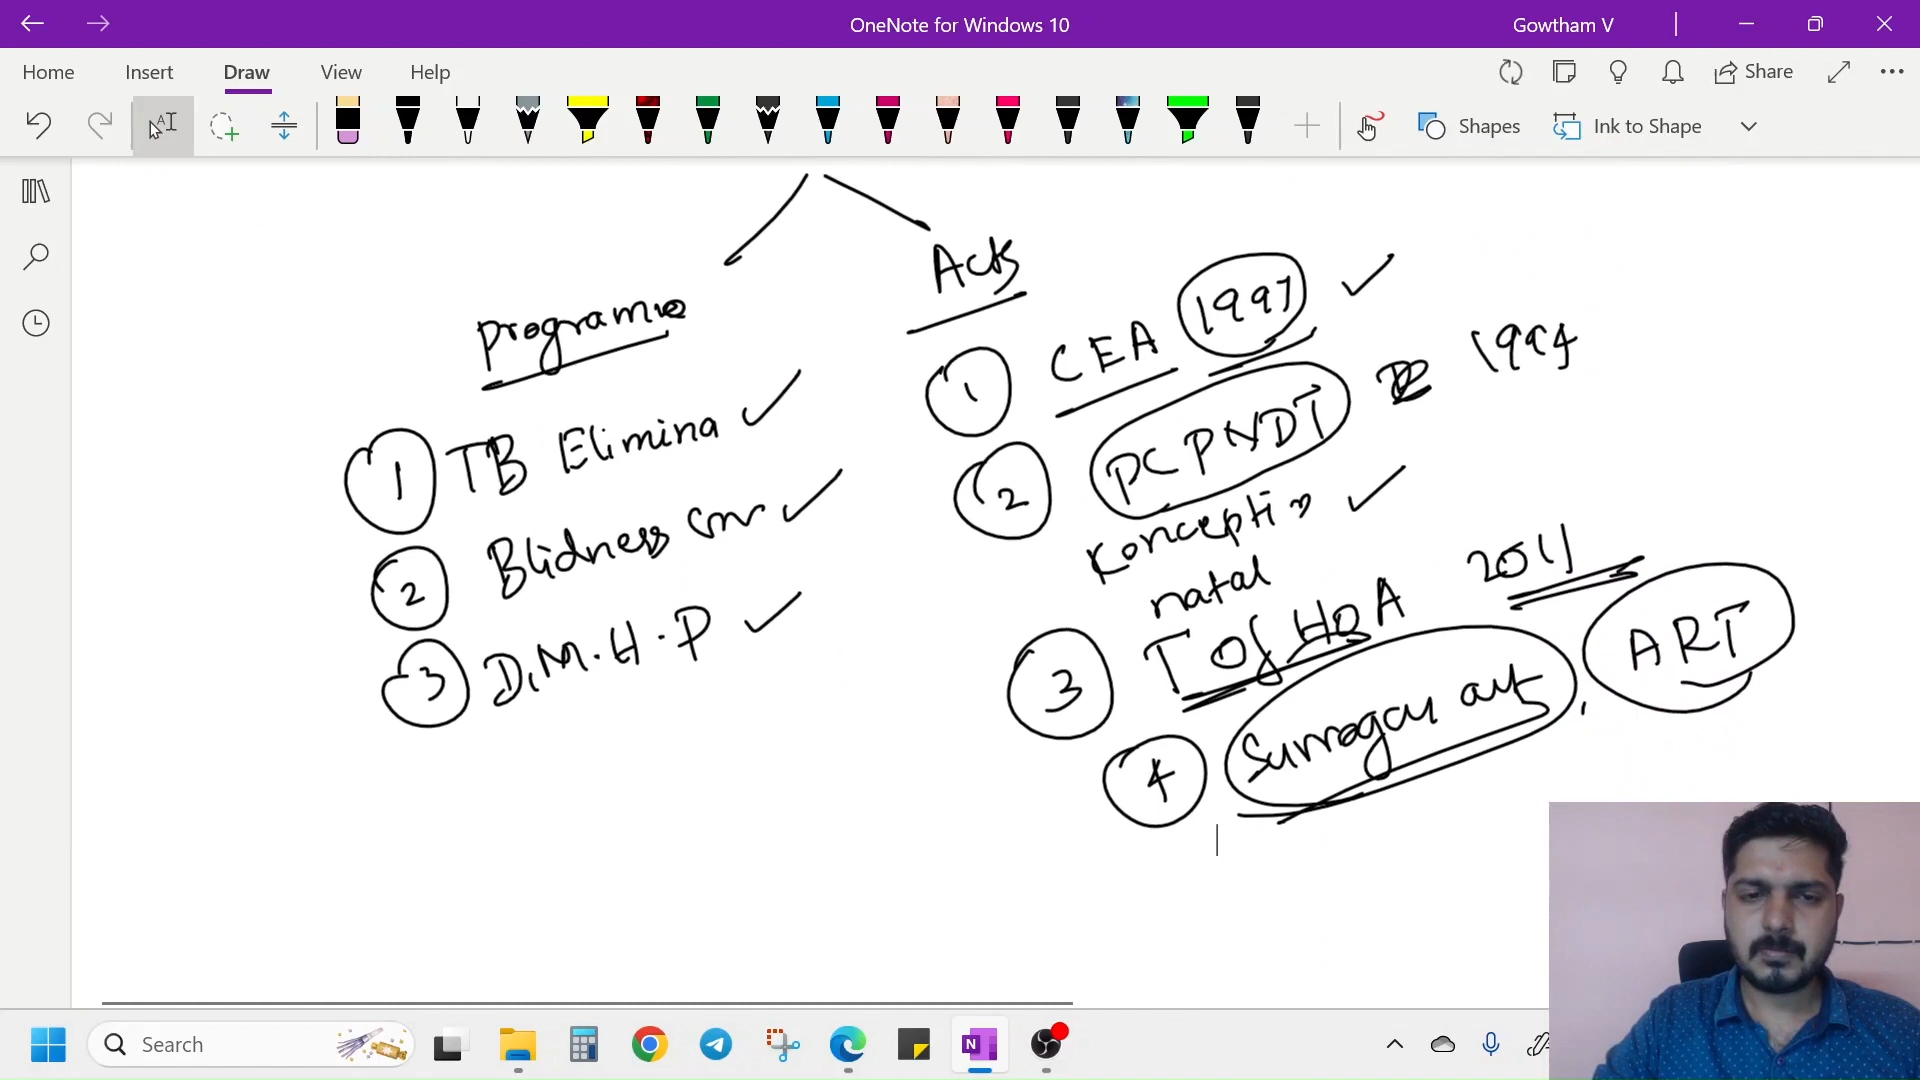 OneNote for Windows 10
Gowtham V
Home Insert Draw View Help
Share
Shapes
Ink to Shape
programme
1 TB Elimina
2 Blidness
3 D.M.H.P
Acts
1 CEA 1997
2 PCPNDT 1994
Konception
natal
3 T of HOA 2011
4 Surrogacy act, ART
Search